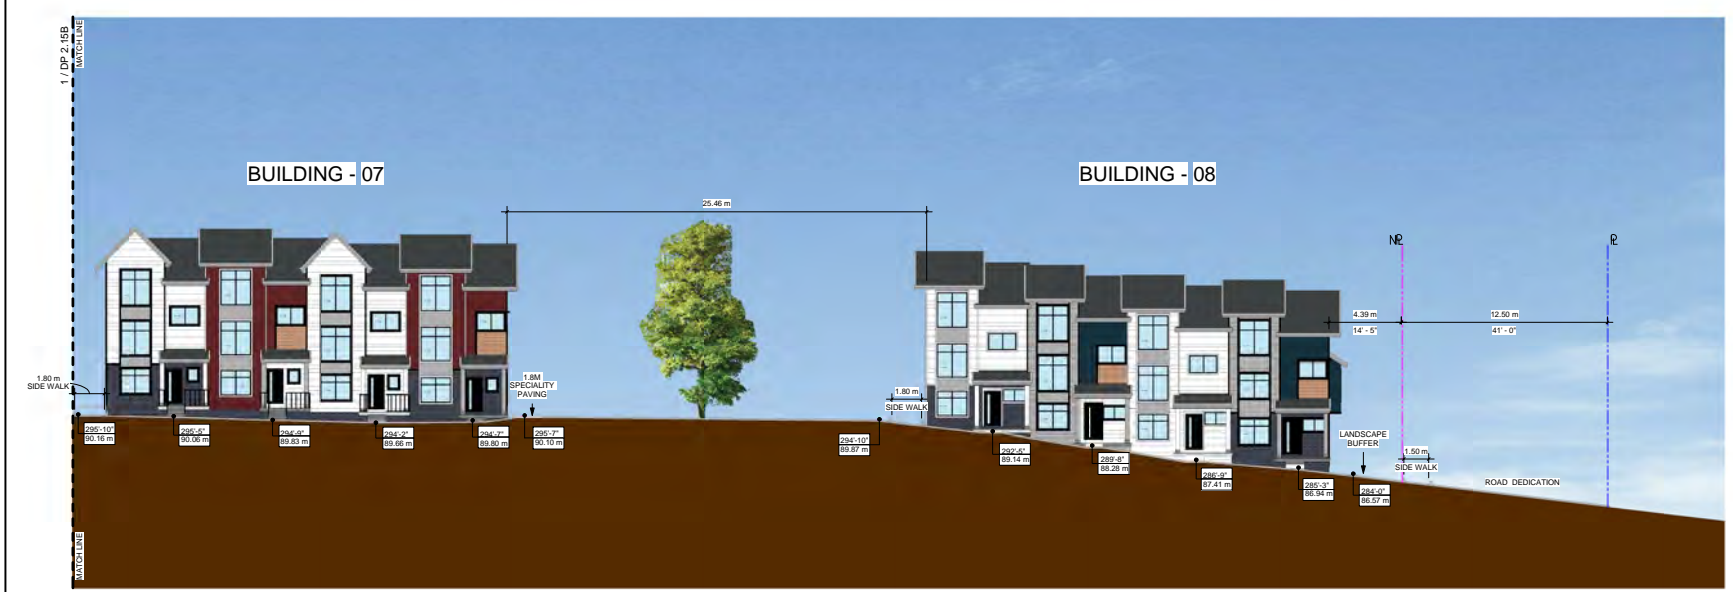 1 / DP 2.15B
MATCH LINE
BUILDING - 07
BUILDING - 08
25.46 m
4.39 m
14' - 5"
12.50 m
41' - 0"
1.80 m
SIDE WALK
1.8M
SPECIALITY
PAVING
1.80 m
SIDE WALK
295'-10"
90.16 m
295'-5"
90.06 m
294'-9"
89.83 m
294'-2"
89.66 m
294'-7"
89.80 m
295'-7"
90.10 m
294'-10"
89.87 m
292'-5"
89.14 m
289'-8"
88.28 m
286'-9"
87.41 m
285'-3"
86.94 m
284'-0"
86.57 m
LANDSCAPE
BUFFER
1.50 m
SIDE WALK
ROAD DEDICATION
MATCH LINE